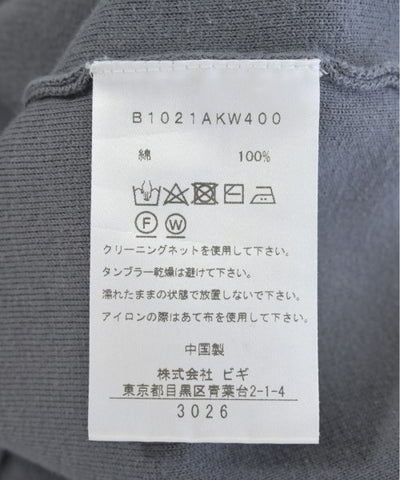 B1021AKW400
綿 100%
F W
クリーニングネットを使用して下さい。
タンブラー乾燥は避けて下さい。
濡れたままの状態で放置しないで下さい。
アイロンの際はあて布を使用して下さい。
中国製
株式会社 ビギ
東京都目黒区青葉台2-1-4
3026